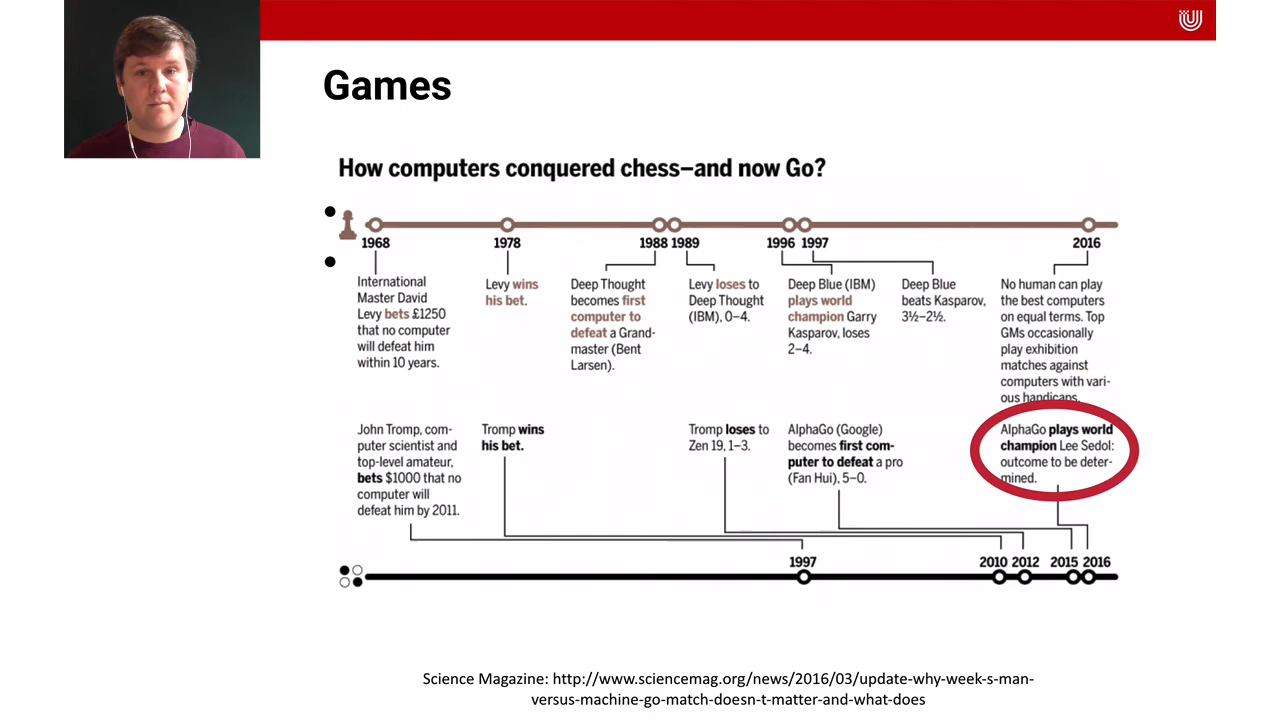 Games
How computers conquered chess—and now Go?
1968
1978
1988 1989
1996 1997
2016
International
Master David
Levy bets £1250
that no computer
will defeat him
within 10 years.
Levy wins
his bet.
Deep Thought
becomes first
computer to
defeat a Grand-
master (Bent
Larsen).
Levy loses to
Deep Thought
(IBM), 0–4.
Deep Blue (IBM)
plays world
champion Garry
Kasparov, loses
2–4.
Deep Blue
beats Kasparov,
3½–2½.
No human can play
the best computers
on equal terms. Top
GMs occasionally
play exhibition
matches against
computers with vari-
ous handicaps.
John Tromp, com-
puter scientist and
top-level amateur,
bets $1000 that no
computer will
defeat him by 2011.
Tromp wins
his bet.
Tromp loses to
Zen 19, 1–3.
AlphaGo (Google)
becomes first com-
puter to defeat a pro
(Fan Hui), 5–0.
AlphaGo plays world
champion Lee Sedol:
outcome to be deter-
mined.
1997
2010 2012
2015 2016
Science Magazine: http://www.sciencemag.org/news/2016/03/update-why-week-s-man-
versus-machine-go-match-doesn-t-matter-and-what-does